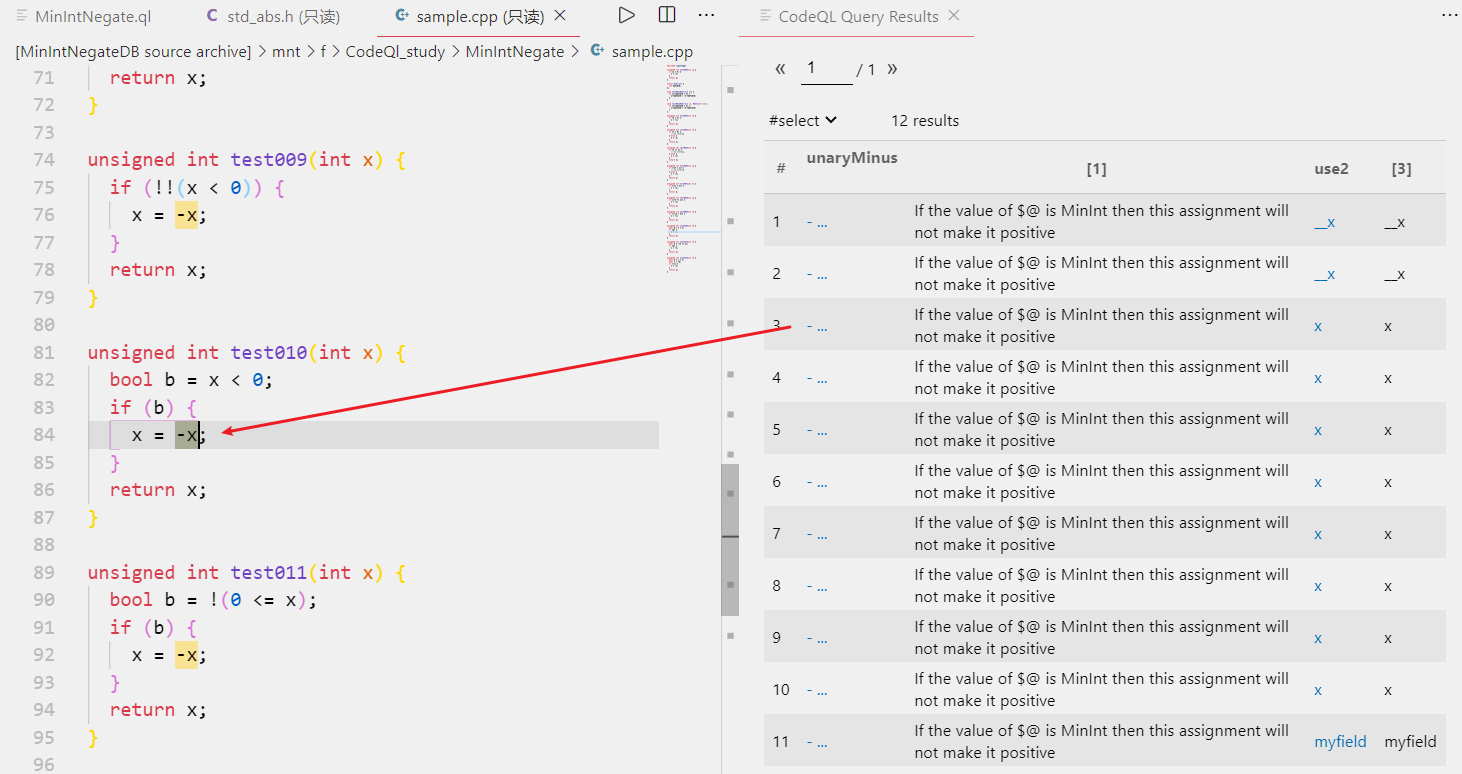 MinIntNegate.ql
C std_abs.h (只读)
sample.cpp (只读)
CodeQL Query Results
[MinIntNegateDB source archive] > mnt > f > CodeQl_study > MinIntNegate > sample.cpp
71 return x;
72 }
73
74 unsigned int test009(int x) {
75 if (!!(x < 0)) {
76 x = -x;
77 }
78 return x;
79 }
80
81 unsigned int test010(int x) {
82 bool b = x < 0;
83 if (b) {
84 x = -x;
85 }
86 return x;
87 }
88
89 unsigned int test011(int x) {
90 bool b = !(0 <= x);
91 if (b) {
92 x = -x;
93 }
94 return x;
95 }
96
« 1 / 1 »
#select 12 results
# unaryMinus [1] use2 [3]
1 - ... If the value of $@ is MinInt then this assignment will __x __x
not make it positive
2 - ... If the value of $@ is MinInt then this assignment will __x __x
not make it positive
3 - ... If the value of $@ is MinInt then this assignment will x x
not make it positive
4 - ... If the value of $@ is MinInt then this assignment will x x
not make it positive
5 - ... If the value of $@ is MinInt then this assignment will x x
not make it positive
6 - ... If the value of $@ is MinInt then this assignment will x x
not make it positive
7 - ... If the value of $@ is MinInt then this assignment will x x
not make it positive
8 - ... If the value of $@ is MinInt then this assignment will x x
not make it positive
9 - ... If the value of $@ is MinInt then this assignment will x x
not make it positive
10 - ... If the value of $@ is MinInt then this assignment will x x
not make it positive
11 - ... If the value of $@ is MinInt then this assignment will myfield myfield
not make it positive